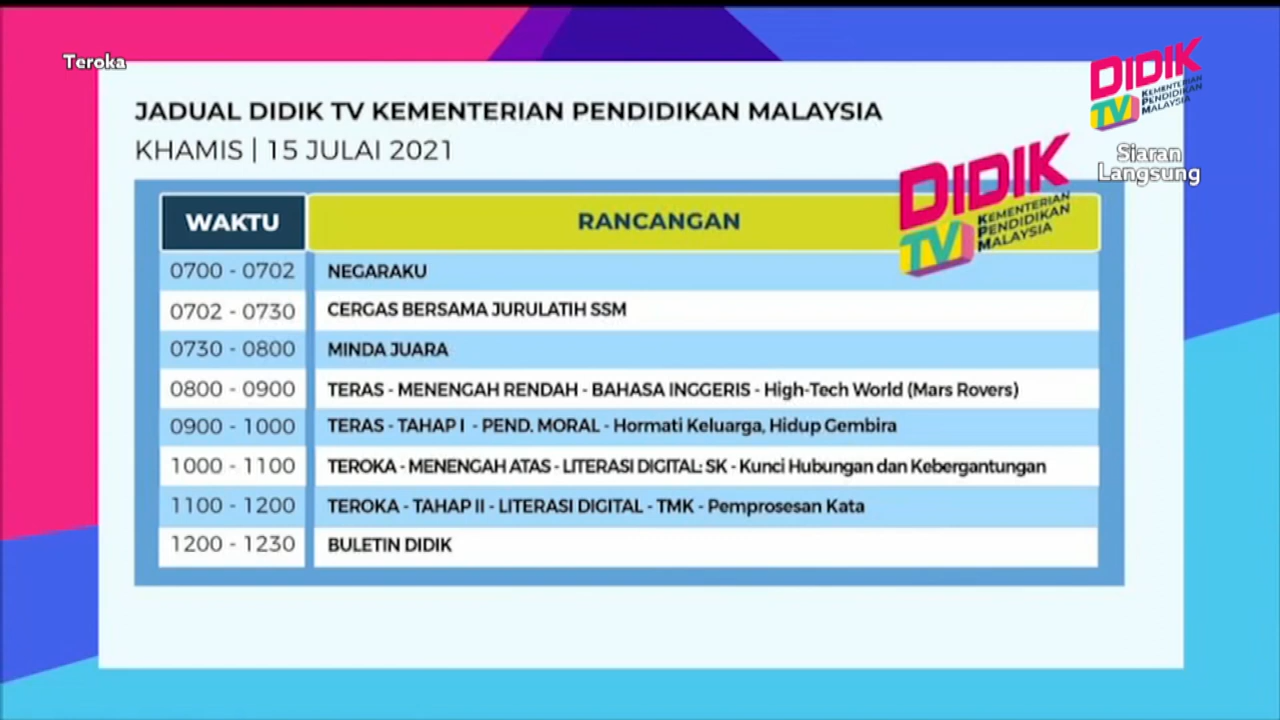 Teroka
DIDIK
TV KEMENTERIAN
PENDIDIKAN
MALAYSIA
Siaran
Langsung
JADUAL DIDIK TV KEMENTERIAN PENDIDIKAN MALAYSIA
KHAMIS | 15 JULAI 2021
DIDIK
TV KEMENTERIAN
PENDIDIKAN
MALAYSIA
WAKTU RANCANGAN
0700 - 0702 NEGARAKU
0702 - 0730 CERGAS BERSAMA JURULATIH SSM
0730 - 0800 MINDA JUARA
0800 - 0900 TERAS - MENENGAH RENDAH - BAHASA INGGERIS - High-Tech World (Mars Rovers)
0900 - 1000 TERAS - TAHAP I - PEND. MORAL - Hormati Keluarga, Hidup Gembira
1000 - 1100 TEROKA - MENENGAH ATAS - LITERASI DIGITAL: SK - Kunci Hubungan dan Kebergantungan
1100 - 1200 TEROKA - TAHAP II - LITERASI DIGITAL - TMK - Pemprosesan Kata
1200 - 1230 BULETIN DIDIK